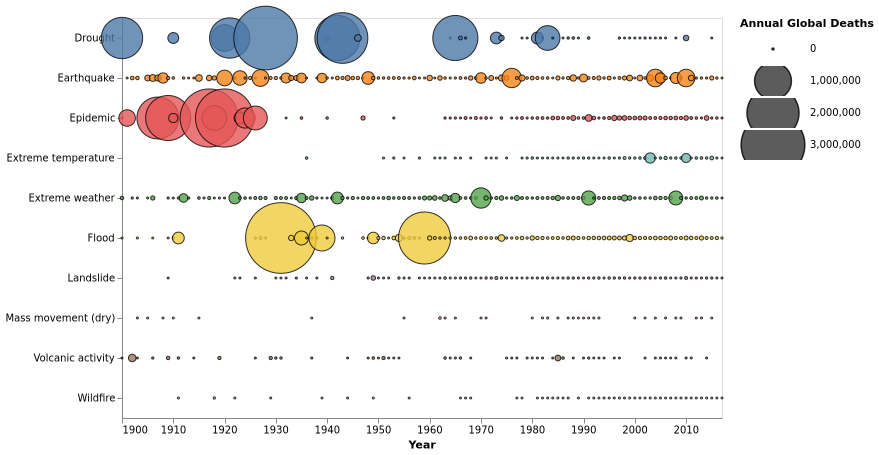 Annual Global Deaths
0
1,000,000
2,000,000
3,000,000
Drought
Earthquake
Epidemic
Extreme temperature
Extreme weather
Flood
Landslide
Mass movement (dry)
Volcanic activity
Wildfire
1900 1910 1920 1930 1940 1950 1960 1970 1980 1990 2000 2010
Year